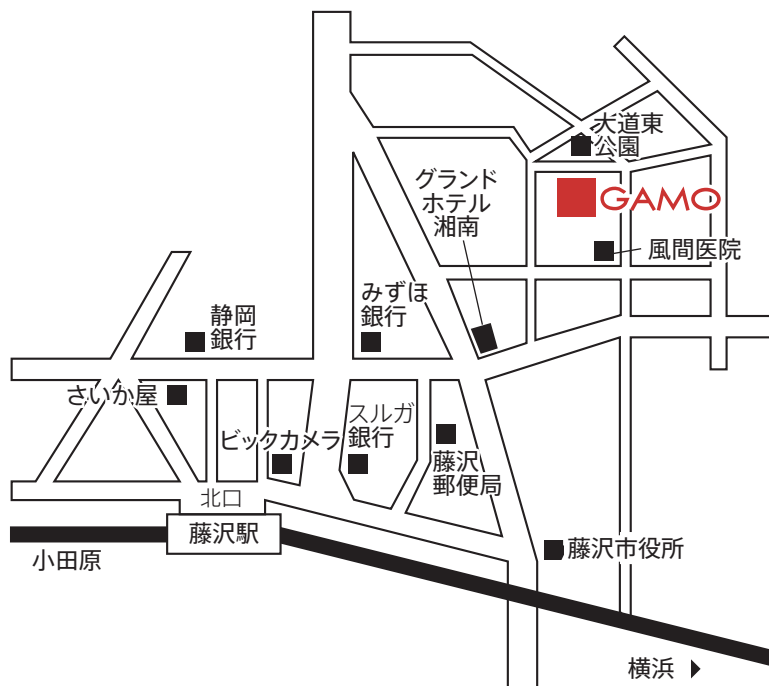 大道東
公園
グランド
ホテル
湘南
GAMO
風間医院
みずほ
銀行
静岡
銀行
さいか屋
ビックカメラ
スルガ
銀行
藤沢
郵便局
北口
藤沢駅
小田原
藤沢市役所
横浜